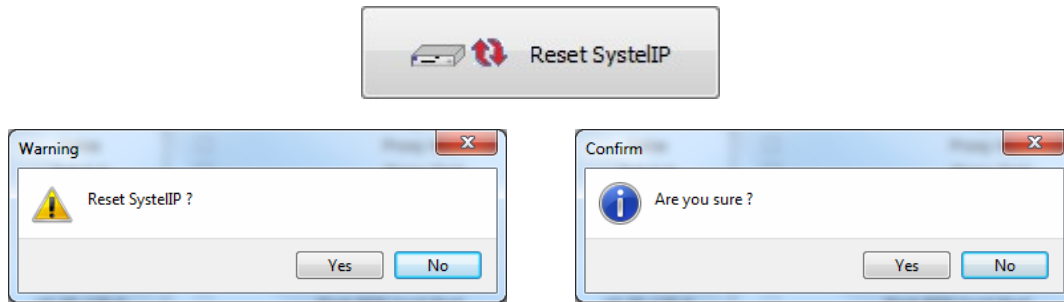 Reset SystelIP
Warning
Reset SystelIP ?
Yes No
Confirm
Are you sure ?
Yes No